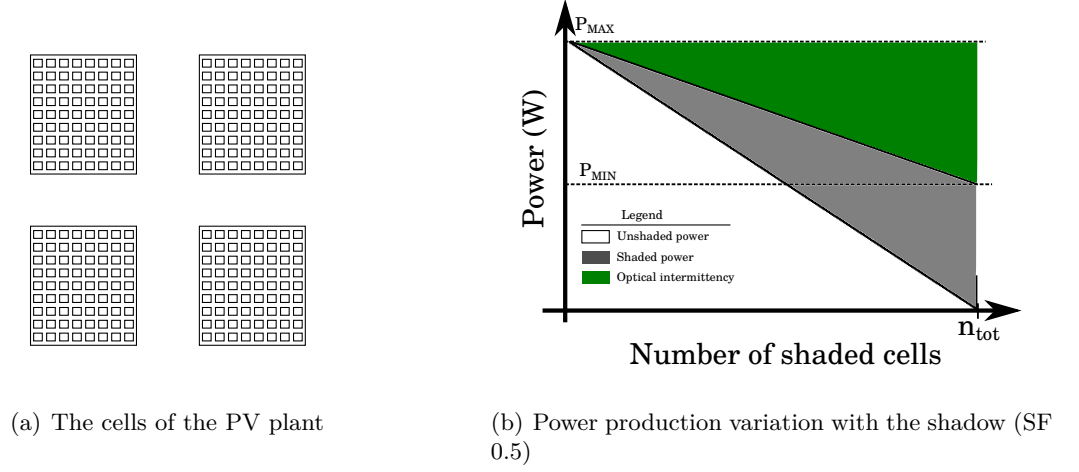 P_MAX
Power (W)
P_MIN
Legend
Unshaded power
Shaded power
Optical intermittency
n_tot
Number of shaded cells
(a) The cells of the PV plant
(b) Power production variation with the shadow (SF
0.5)